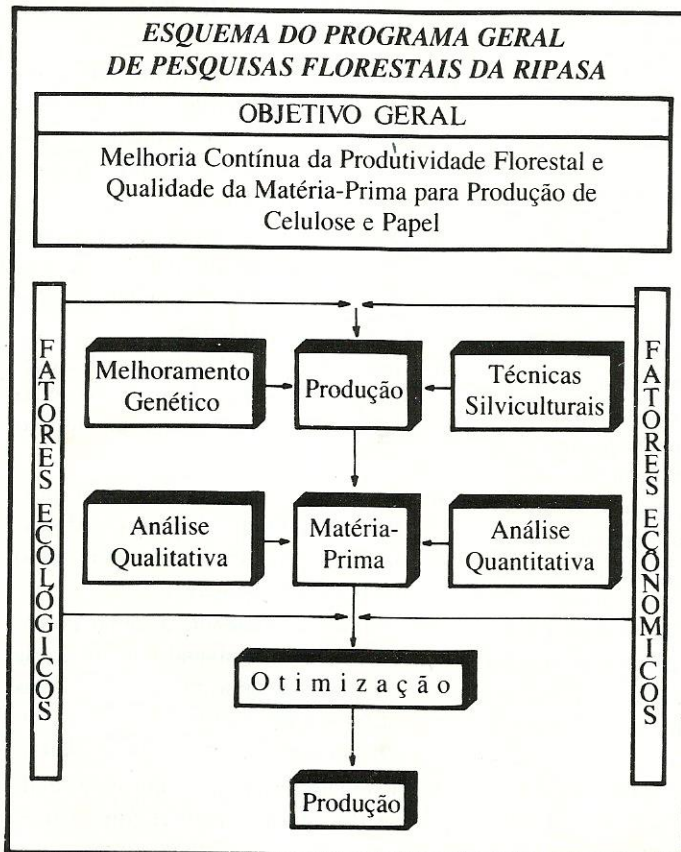 ESQUEMA DO PROGRAMA GERAL
DE PESQUISAS FLORESTAIS DA RIPASA
OBJETIVO GERAL
Melhoria Contínua da Produtividade Florestal e
Qualidade da Matéria-Prima para Produção de
Celulose e Papel
FATORES ECOLÓGICOS
Melhoramento
Genético
Produção
Técnicas
Silviculturais
Análise
Qualitativa
Matéria-
Prima
Análise
Quantitativa
Otimização
Produção
FATORES ECÔNOMICOS